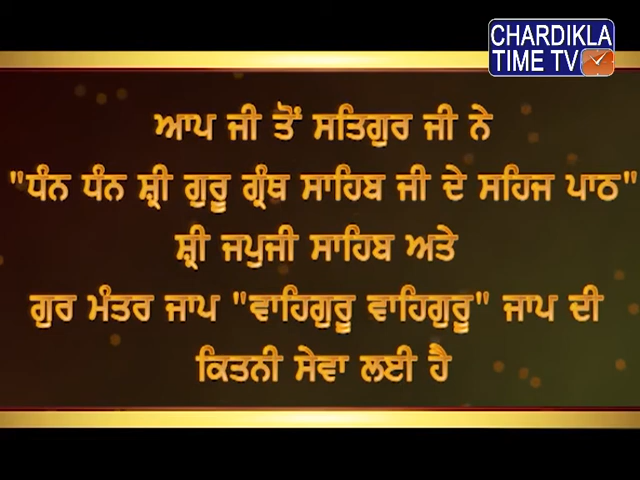 CHARDIKLA
TIME TV
ਆਪ ਜੀ ਤੋਂ ਸਤਿਗੁਰ ਜੀ ਨੇ
"ਧੰਨ ਧੰਨ ਸ਼੍ਰੀ ਗੁਰੂ ਗ੍ਰੰਥ ਸਾਹਿਬ ਜੀ ਦੇ ਸਹਿਜ ਪਾਠ"
ਸ਼੍ਰੀ ਜਪੁਜੀ ਸਾਹਿਬ ਅਤੇ
ਗੁਰ ਮੰਤਰ ਜਾਪ "ਵਾਹਿਗੁਰੂ ਵਾਹਿਗੁਰੂ" ਜਾਪ ਦੀ
ਕਿਤਨੀ ਸੇਵਾ ਲਈ ਹੈ